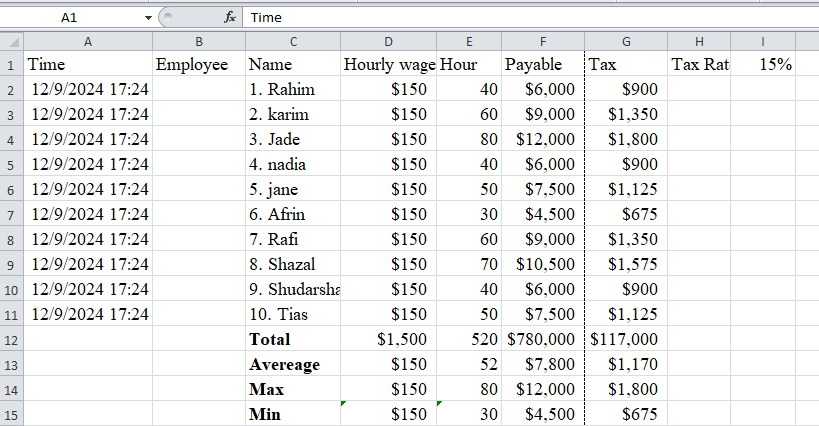 A1 fx Time
A B C D E F G H I
1 Time Employee Name Hourly wage Hour Payable Tax Tax Rat 15%
2 12/9/2024 17:24 1. Rahim $150 40 $6,000 $900
3 12/9/2024 17:24 2. karim $150 60 $9,000 $1,350
4 12/9/2024 17:24 3. Jade $150 80 $12,000 $1,800
5 12/9/2024 17:24 4. nadia $150 40 $6,000 $900
6 12/9/2024 17:24 5. jane $150 50 $7,500 $1,125
7 12/9/2024 17:24 6. Afrin $150 30 $4,500 $675
8 12/9/2024 17:24 7. Rafi $150 60 $9,000 $1,350
9 12/9/2024 17:24 8. Shazal $150 70 $10,500 $1,575
10 12/9/2024 17:24 9. Shudarsha $150 40 $6,000 $900
11 12/9/2024 17:24 10. Tias $150 50 $7,500 $1,125
12 Total $1,500 520 $780,000 $117,000
13 Avereage $150 52 $7,800 $1,170
14 Max $150 80 $12,000 $1,800
15 Min $150 30 $4,500 $675